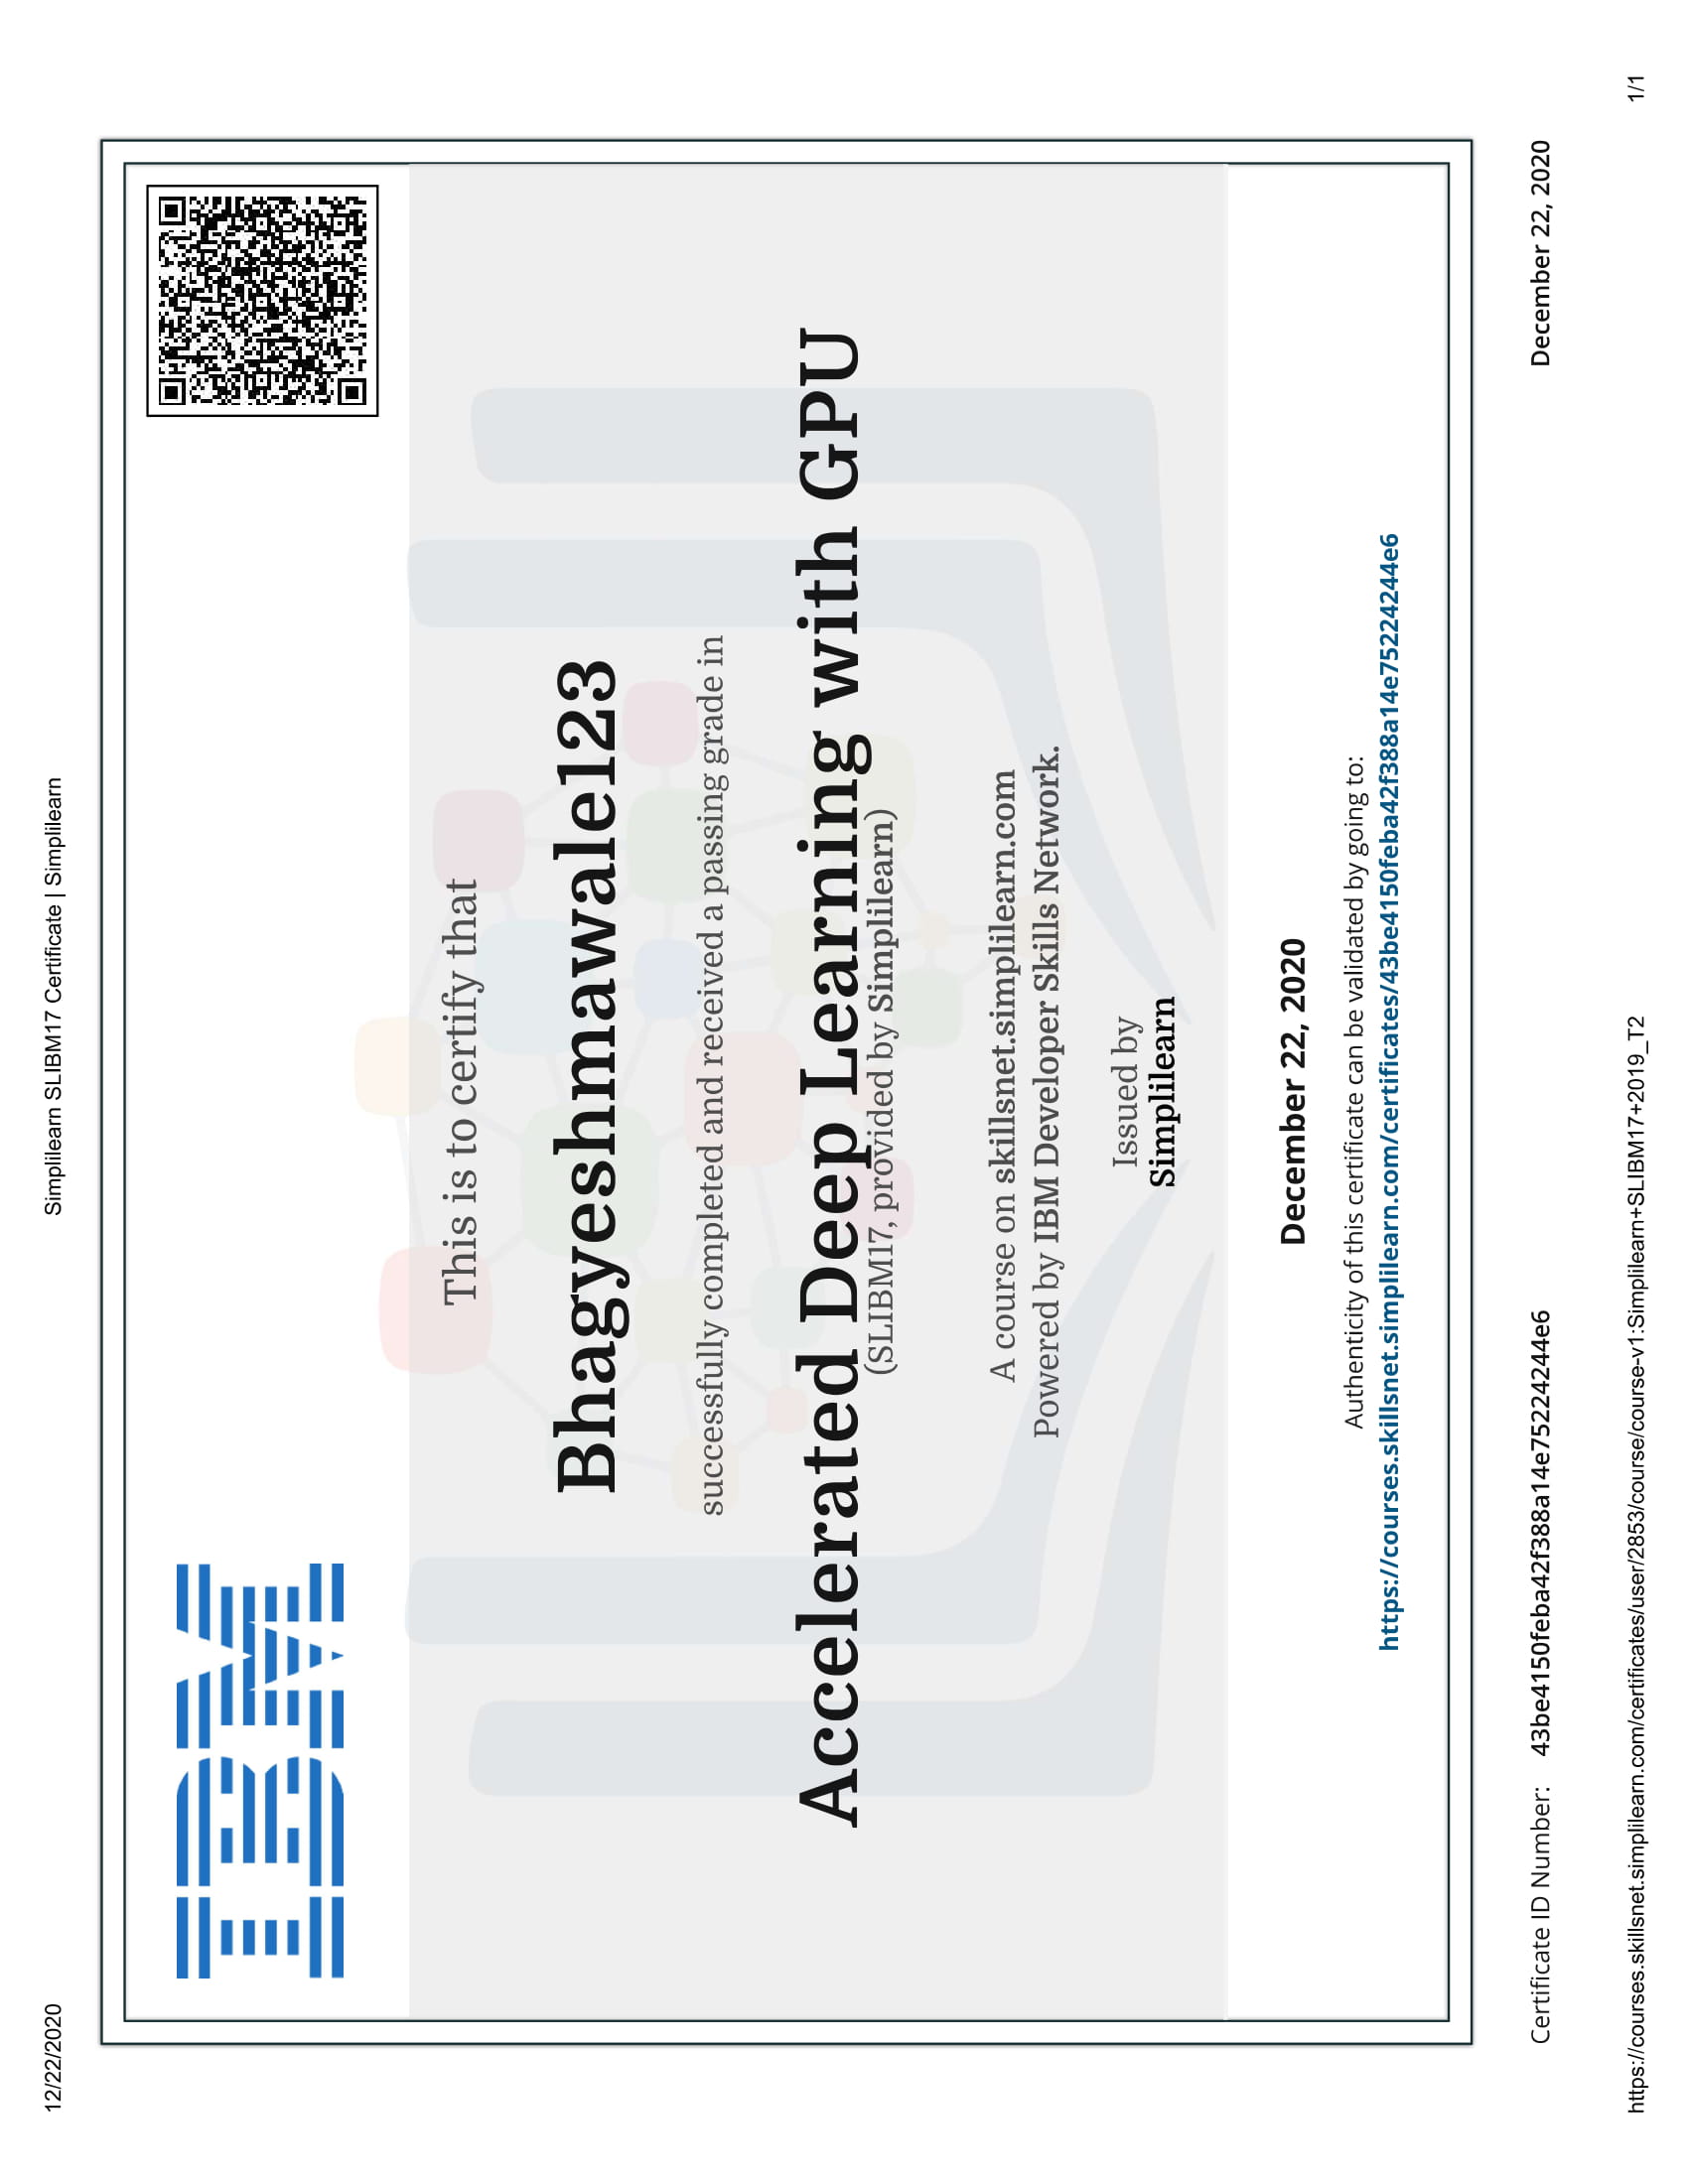 12/22/2020
Simplilearn SLIBM17 Certificate | Simplilearn
IBM
This is to certify that
Bhagyeshmawale123
successfully completed and received a passing grade in
Accelerated Deep Learning with GPU
(SLIBM17, provided by Simplilearn)
A course on skillsnet.simplilearn.com
Powered by IBM Developer Skills Network.
Issued by
Simplilearn
December 22, 2020
Authenticity of this certificate can be validated by going to:
https://courses.skillsnet.simplilearn.com/certificates/43be4150feba42f388a14e75224244e6
Certificate ID Number: 43be4150feba42f388a14e75224244e6
December 22, 2020
https://courses.skillsnet.simplilearn.com/certificates/user/2853/course/course-v1:Simplilearn+SLIBM17+2019_T2
1/1